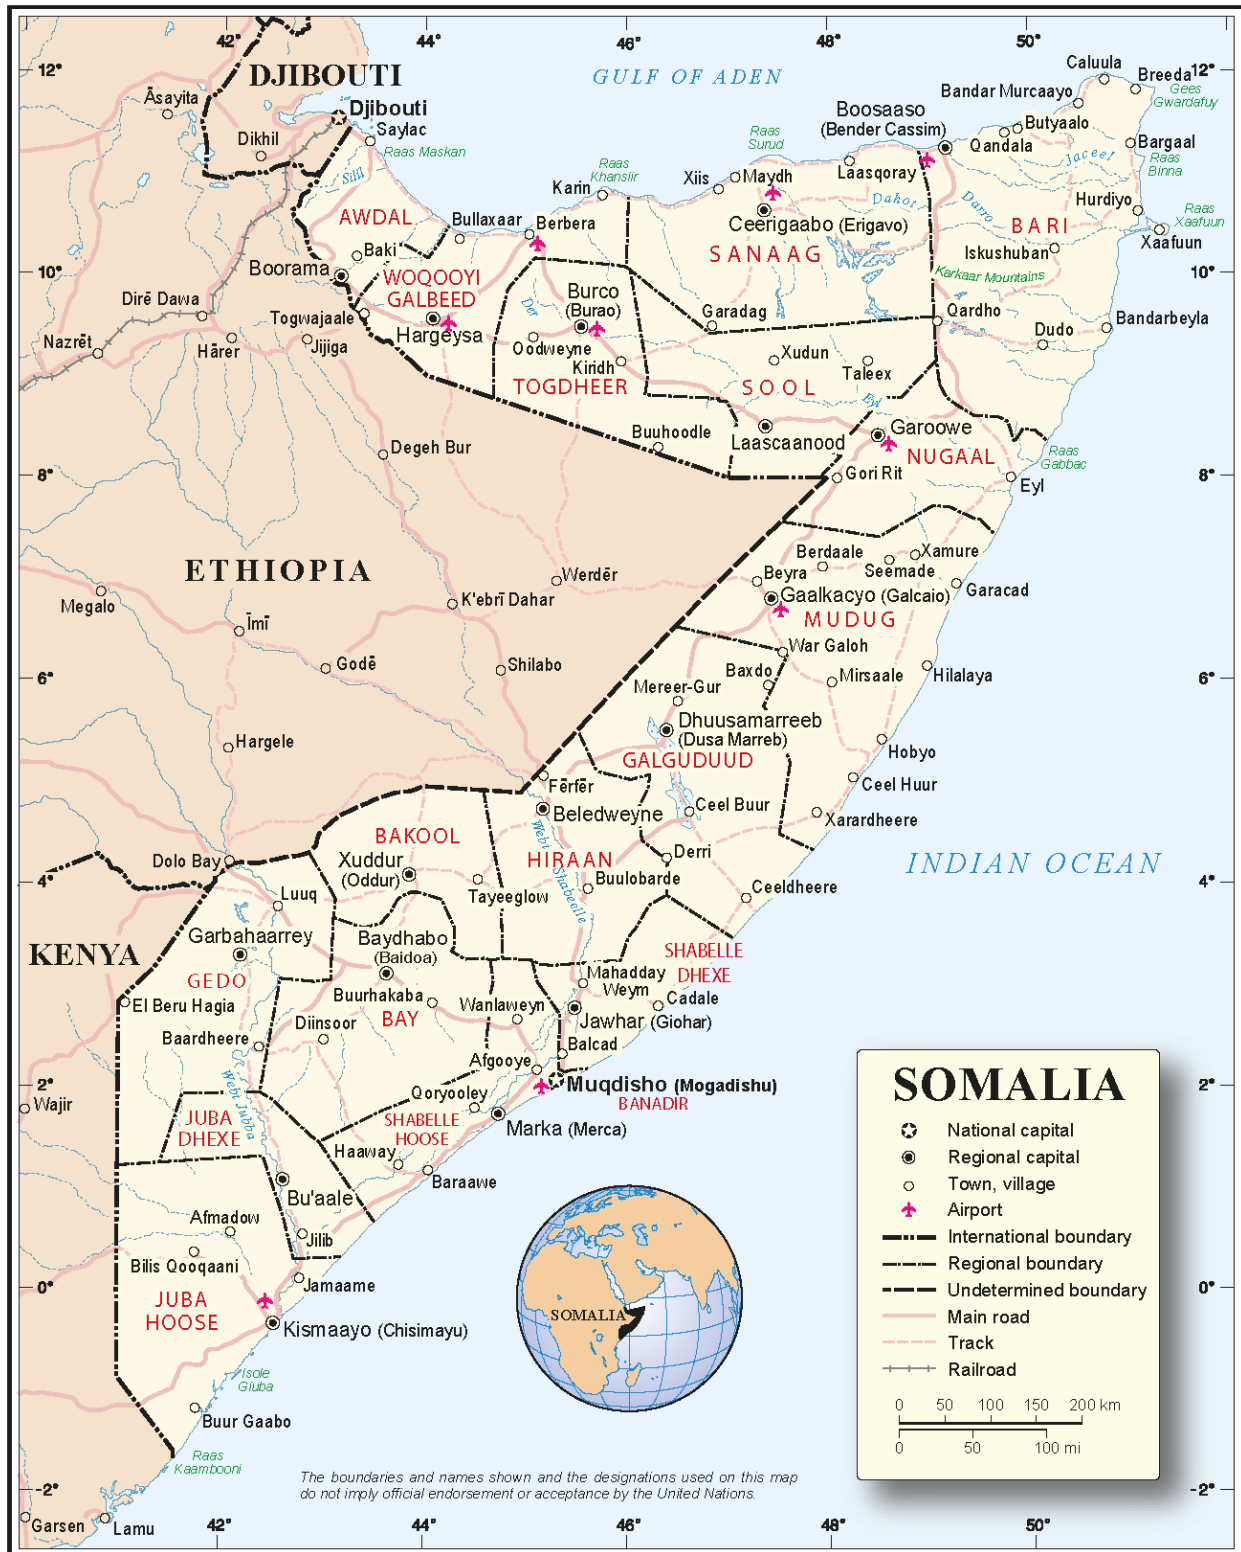 42° 44° 46° 48° 50°
12° 12°
DJIBOUTI
GULF OF ADEN
Caluula
Breeda
Gees
Gwardafuy
Bandar Murcaayo
Āsayita
Djibouti
Boosaaso
(Bender Cassim)
Butyaalo
Qandala
Saylac
Raas Maskan
Dikhil
Raas
Surud
Bargaal
Raas
Binna
Jaceel
Silil
Raas
Khansiir
Karin
Xiis
Maydh
Laasqoray
Dahot
Darro
Hurdiyo
Raas
Xaafuun
Xaafuun
AWDAL
Bullaxaar
Berbera
Ceerigaabo (Erigavo)
SANAAG
BARI
Iskushuban
Baki
Boorama
WOQOOYI
GALBEED
Karkaar Mountains
10° 10°
Burco
(Burao)
Der
Dirē Dawa
Togwajaale
Hargeysa
Garadag
Qardho
Bandarbeyla
Nazrēt
Hārer
Jijiga
Oodweyne
Kiridh
Xudun
Taleex
Dudo
TOGDHEER
SOOL
Eyl
Degeh Bur
Buuhoodle
Laascaanood
Garoowe
NUGAAL
Raas
Gabbac
8° 8°
Gori Rit
Eyl
ETHIOPIA
Werdēr
Berdaale
Xamure
Beyra
Seemade
Garacad
Megalo
K'ebrī Dahar
Gaalkacyo (Galcaio)
MUDUG
Īmī
War Galoh
Godē
Shilabo
Baxdo
Mirsaale
Hilalaya
6° 6°
Mereer-Gur
Dhuusamarreeb
(Dusa Marreb)
Hargele
GALGUDUUD
Hobyo
Fērfēr
Ceel Huur
Beledweyne
Ceel Buur
Xarardheere
BAKOOL
Webi Shabeelle
Dolo Bay
Xuddur
(Oddur)
HIRAAN
Derri
INDIAN OCEAN
4° 4°
Luuq
Tayeeglow
Buulobarde
Ceeldheere
KENYA
Garbahaarrey
Baydhabo
(Baidoa)
SHABELLE
DHEXE
GEDO
Mahadday
Weym
El Beru Hagia
Buurhakaba
Wanlaweyn
Cadale
BAY
Diinsoor
Jawhar (Giohar)
Baardheere
Balcad
Afgooye
2° 2°
Webi Jubba
Qoryooley
Muqdisho (Mogadishu)
BANADIR
Wajir
JUBA
DHEXE
SHABELLE
HOOSE
Marka (Merca)
Haaway
Baraawe
Bu'aale
Afmadow
Jilib
Bilis Qooqaani
Jamaame
0° 0°
JUBA
HOOSE
Kismaayo (Chisimayu)
Isole
Giuba
Buur Gaabo
Raas
Kaambooni
-2° -2°
Garsen
Lamu
SOMALIA
SOMALIA
National capital
Regional capital
Town, village
Airport
International boundary
Regional boundary
Undetermined boundary
Main road
Track
Railroad
0 50 100 150 200 km
0 50 100 mi
The boundaries and names shown and the designations used on this map
do not imply official endorsement or acceptance by the United Nations.
42° 44° 46° 48° 50°